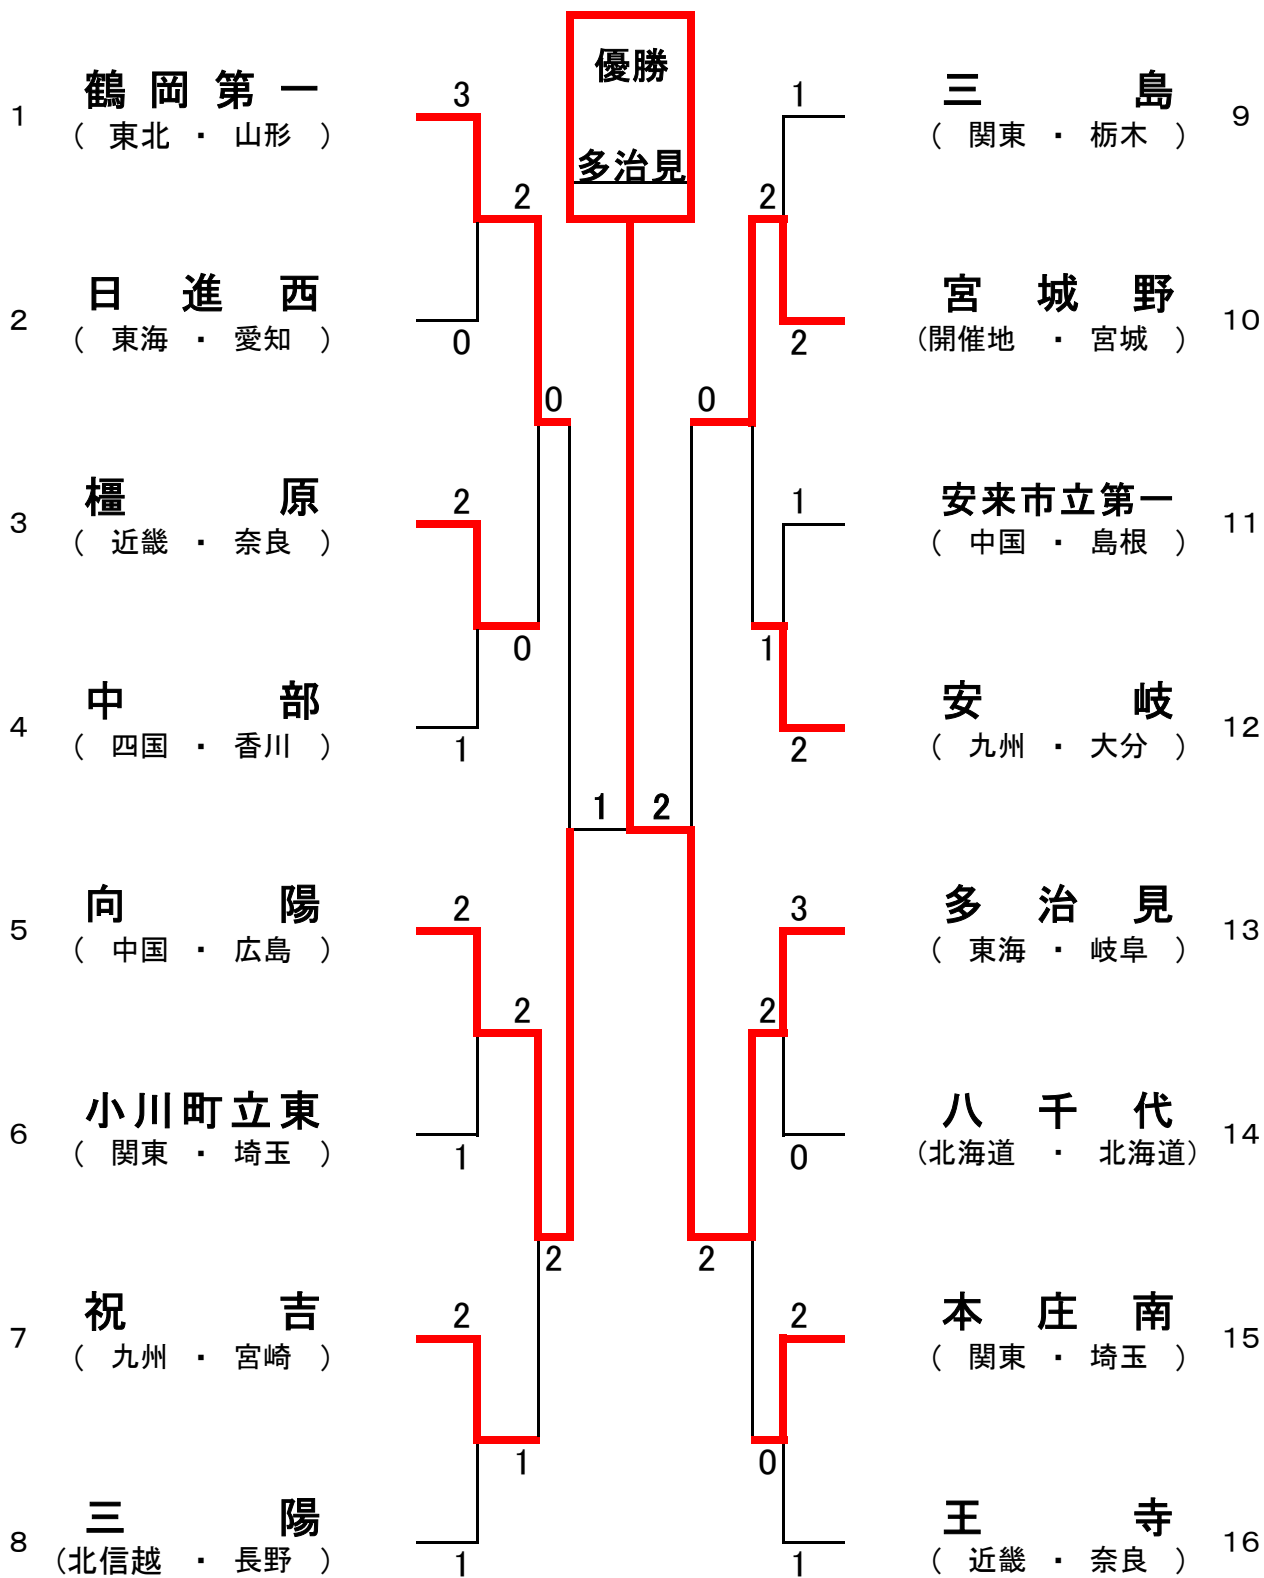 優勝
多治見
1 鶴岡第一 3
( 東北 ・ 山形 )
2
2 日進西
( 東海 ・ 愛知 ) 0
0
3 橿原 2
( 近畿 ・ 奈良 )
0
4 中部
( 四国 ・ 香川 ) 1
1 2
5 向陽 2
( 中国 ・ 広島 )
2
6 小川町立東
( 関東 ・ 埼玉 ) 1
2
7 祝吉 2
( 九州 ・ 宮崎 )
1
8 三陽
(北信越 ・ 長野 ) 1
1 三島 9
( 関東 ・ 栃木 )
2
宮城野 10
2 (開催地 ・ 宮城 )
0
1 安来市立第一 11
( 中国 ・ 島根 )
1
安岐 12
2 ( 九州 ・ 大分 )
3 多治見 13
( 東海 ・ 岐阜 )
2
八千代 14
0 (北海道 ・ 北海道)
2
2 本庄南 15
( 関東 ・ 埼玉 )
0
王寺 16
1 ( 近畿 ・ 奈良 )